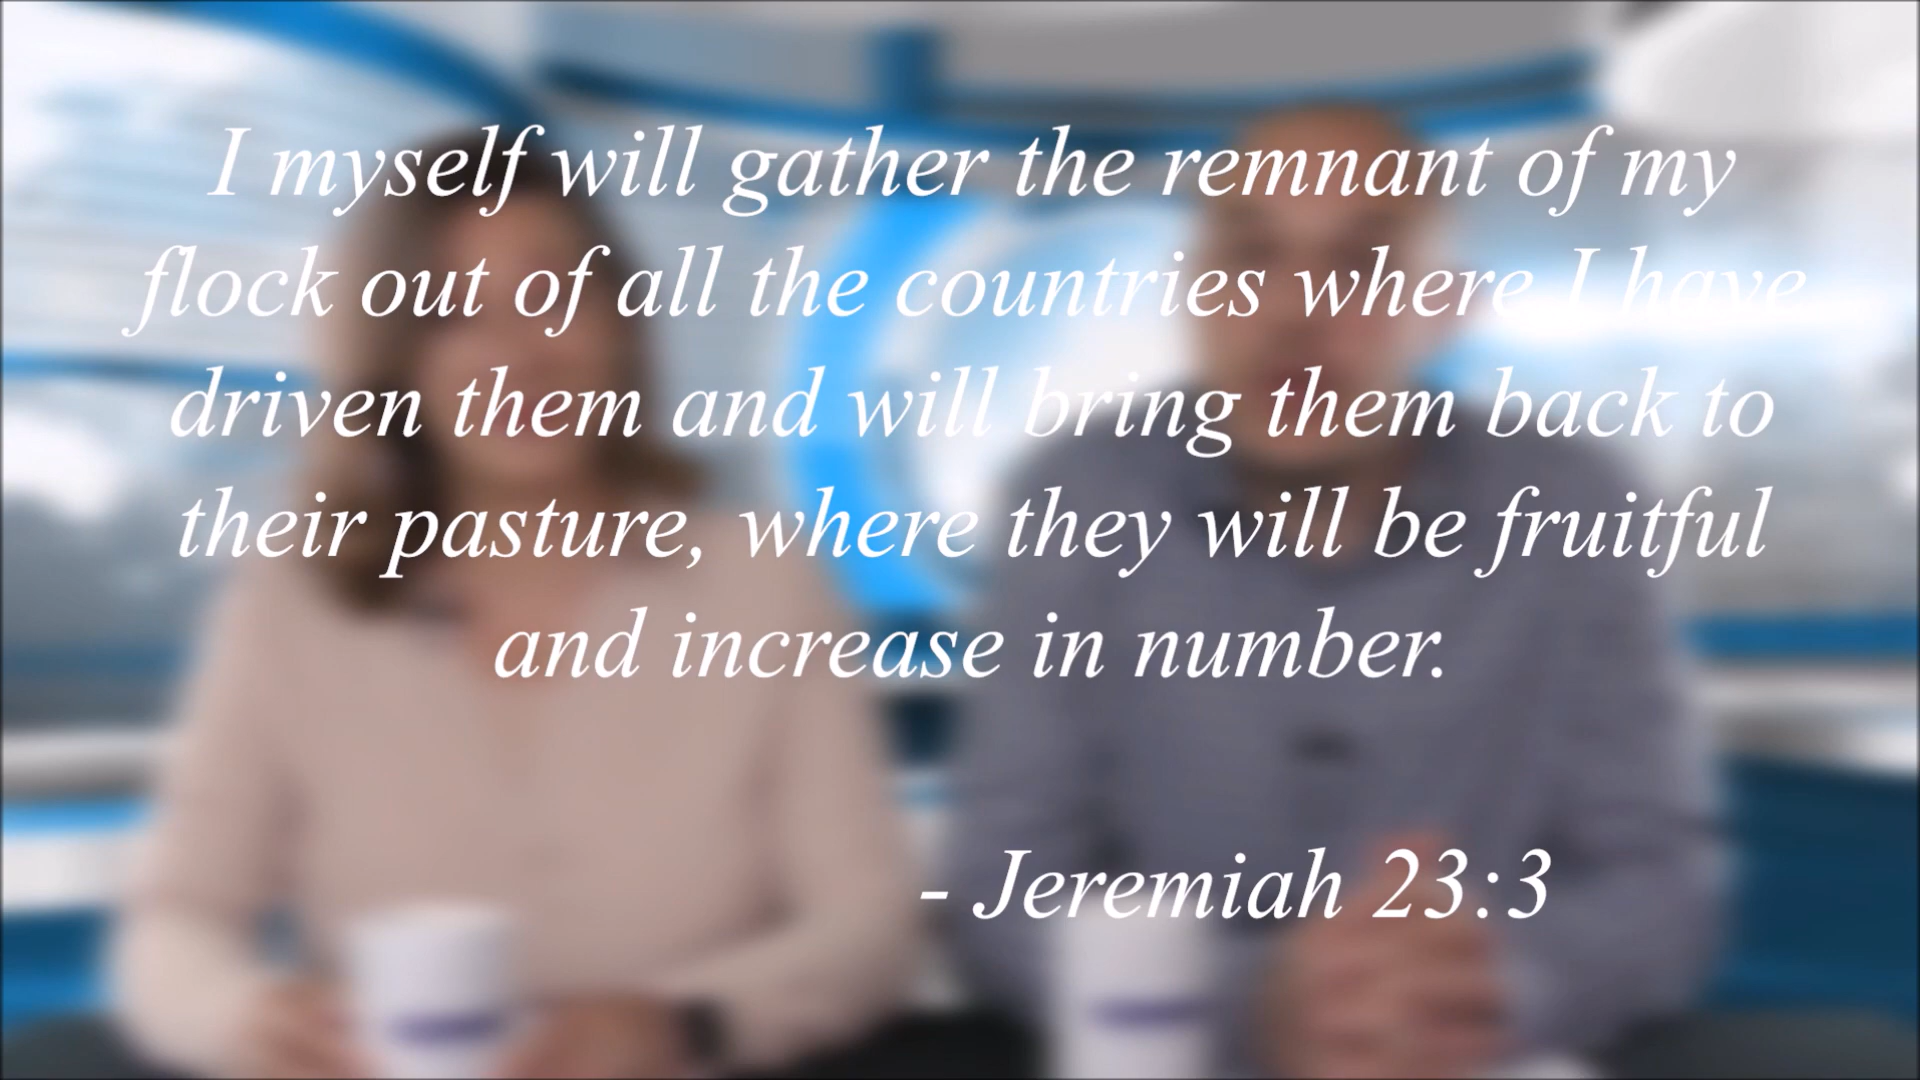 I myself will gather the remnant of my
flock out of all the countries where I have
driven them and will bring them back to
their pasture, where they will be fruitful
and increase in number.
- Jeremiah 23:3